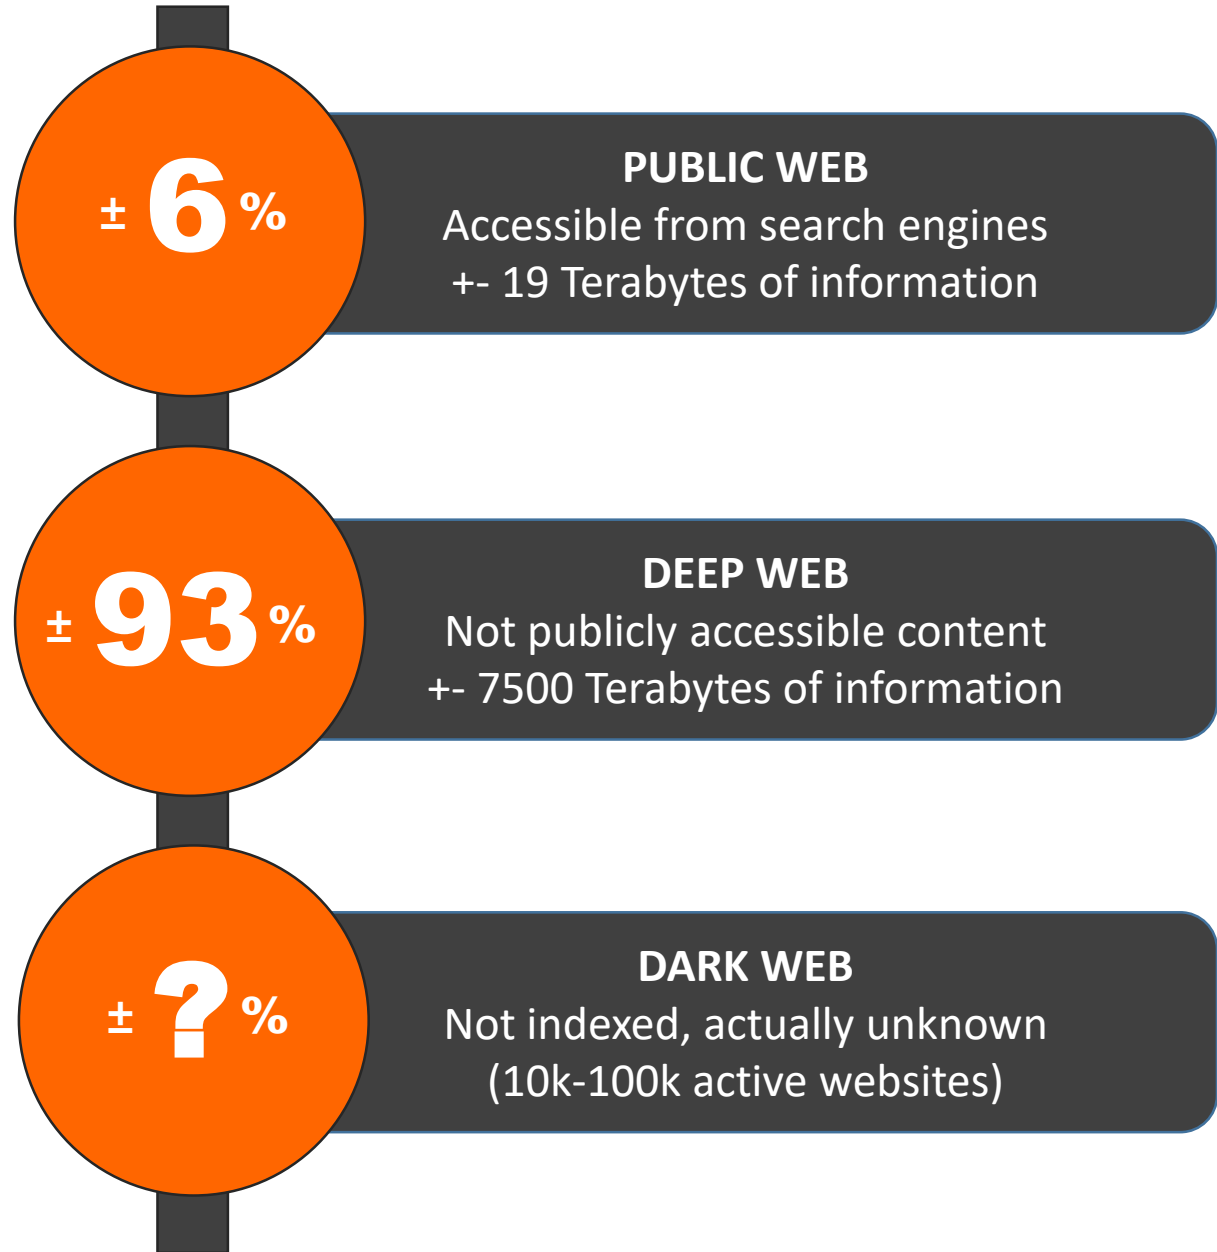 ± 6 %
PUBLIC WEB
Accessible from search engines
+- 19 Terabytes of information
± 93 %
DEEP WEB
Not publicly accessible content
+- 7500 Terabytes of information
± ? %
DARK WEB
Not indexed, actually unknown
(10k-100k active websites)